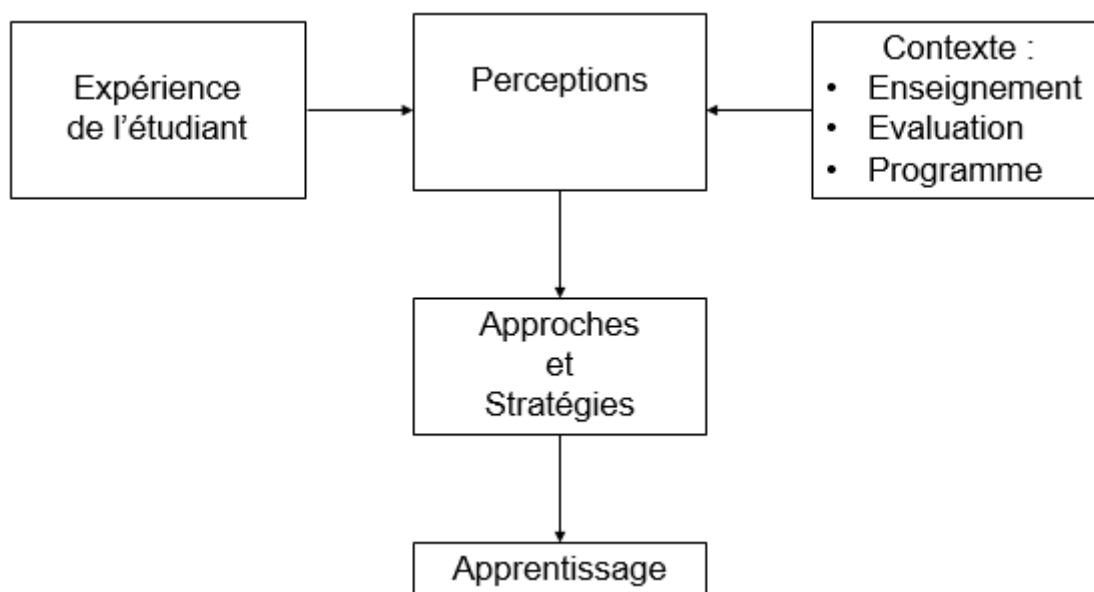 Expérience
de l’étudiant
Perceptions
Contexte :
• Enseignement
• Evaluation
• Programme
Approches
et
Stratégies
Apprentissage